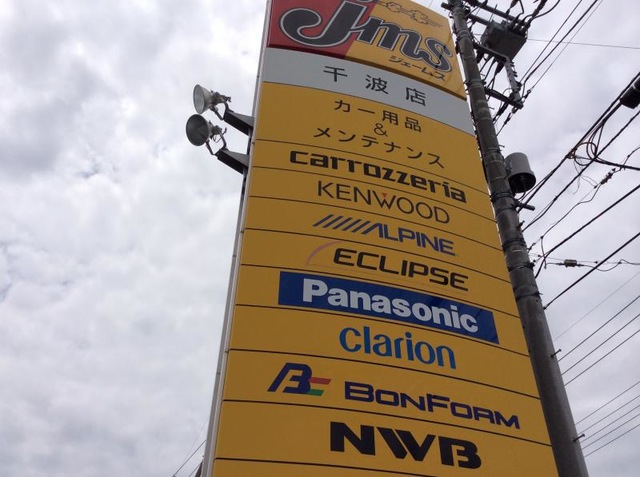 Jms
ジェームス
千波店
カー用品
&
メンテナンス
carrozzeria
KENWOOD
ALPINE
ECLIPSE
Panasonic
clarion
BE BONFORM
NWB